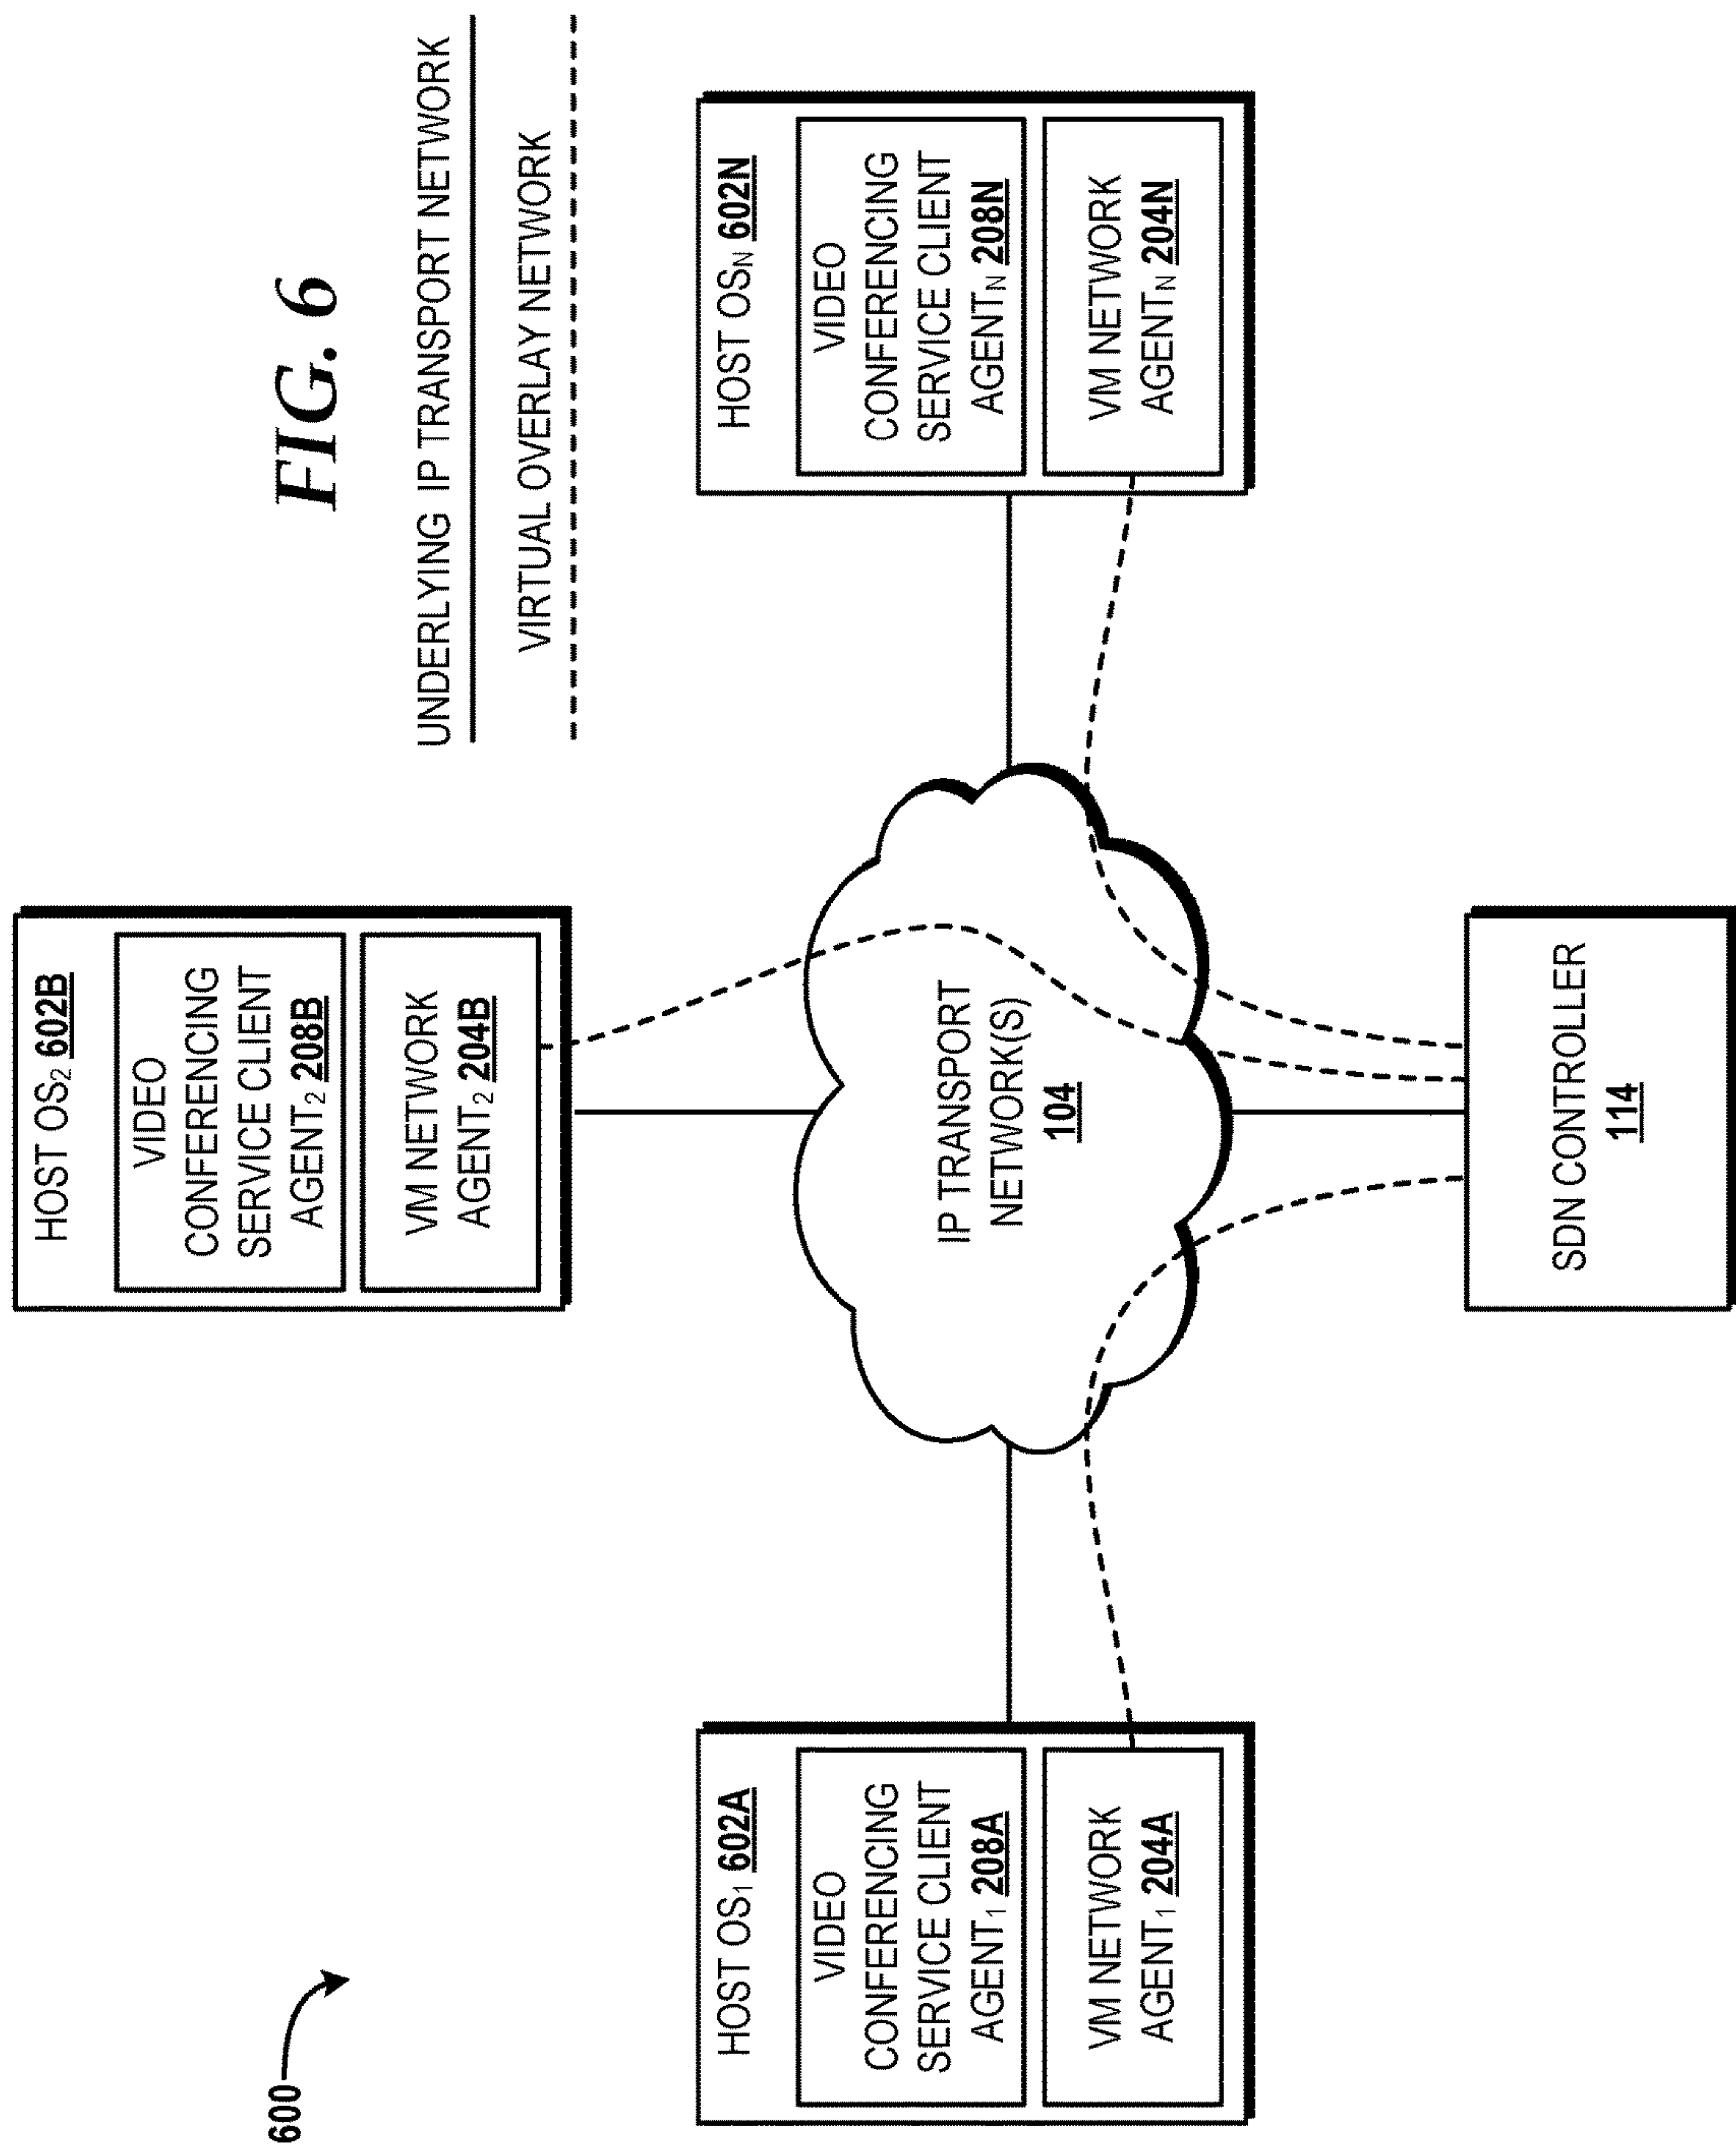 600
FIG. 6
UNDERLYING IP TRANSPORT NETWORK
VIRTUAL OVERLAY NETWORK
HOST OS₂ 602B
VIDEO
CONFERENCING
SERVICE CLIENT
AGENT₂ 208B
VM NETWORK
AGENT₂ 204B
HOST OS₁ 602A
VIDEO
CONFERENCING
SERVICE CLIENT
AGENT₁ 208A
VM NETWORK
AGENT₁ 204A
IP TRANSPORT
NETWORK(S)
104
HOST OSN 602N
VIDEO
CONFERENCING
SERVICE CLIENT
AGENTN 208N
VM NETWORK
AGENTN 204N
SDN CONTROLLER
114